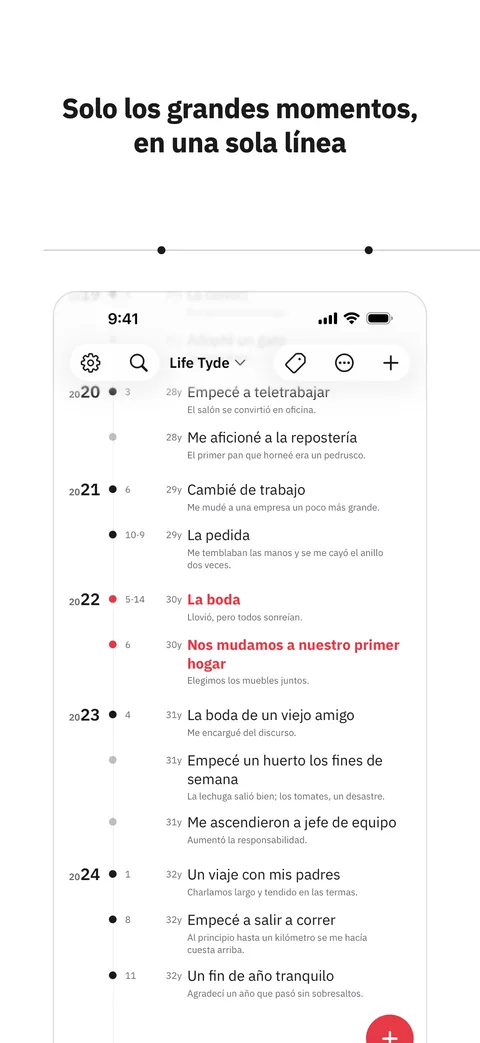 Solo los grandes momentos,
en una sola línea
9:41
Life Tyde
2020 3 28y Empecé a teletrabajar
El salón se convirtió en oficina.
28y Me aficioné a la repostería
El primer pan que horneé era un pedrusco.
2021 6 29y Cambié de trabajo
Me mudé a una empresa un poco más grande.
10·9 29y La pedida
Me temblaban las manos y se me cayó el anillo
dos veces.
2022 5·14 30y La boda
Llovió, pero todos sonreían.
6 30y Nos mudamos a nuestro primer
hogar
Elegimos los muebles juntos.
2023 4 31y La boda de un viejo amigo
Me encargué del discurso.
31y Empecé un huerto los fines de
semana
La lechuga salió bien; los tomates, un desastre.
31y Me ascendieron a jefe de equipo
Aumentó la responsabilidad.
2024 1 32y Un viaje con mis padres
Charlamos largo y tendido en las termas.
8 32y Empecé a salir a correr
Al principio hasta un kilómetro se me hacía
cuesta arriba.
11 32y Un fin de año tranquilo
Agradecí un año que pasó sin sobresaltos.